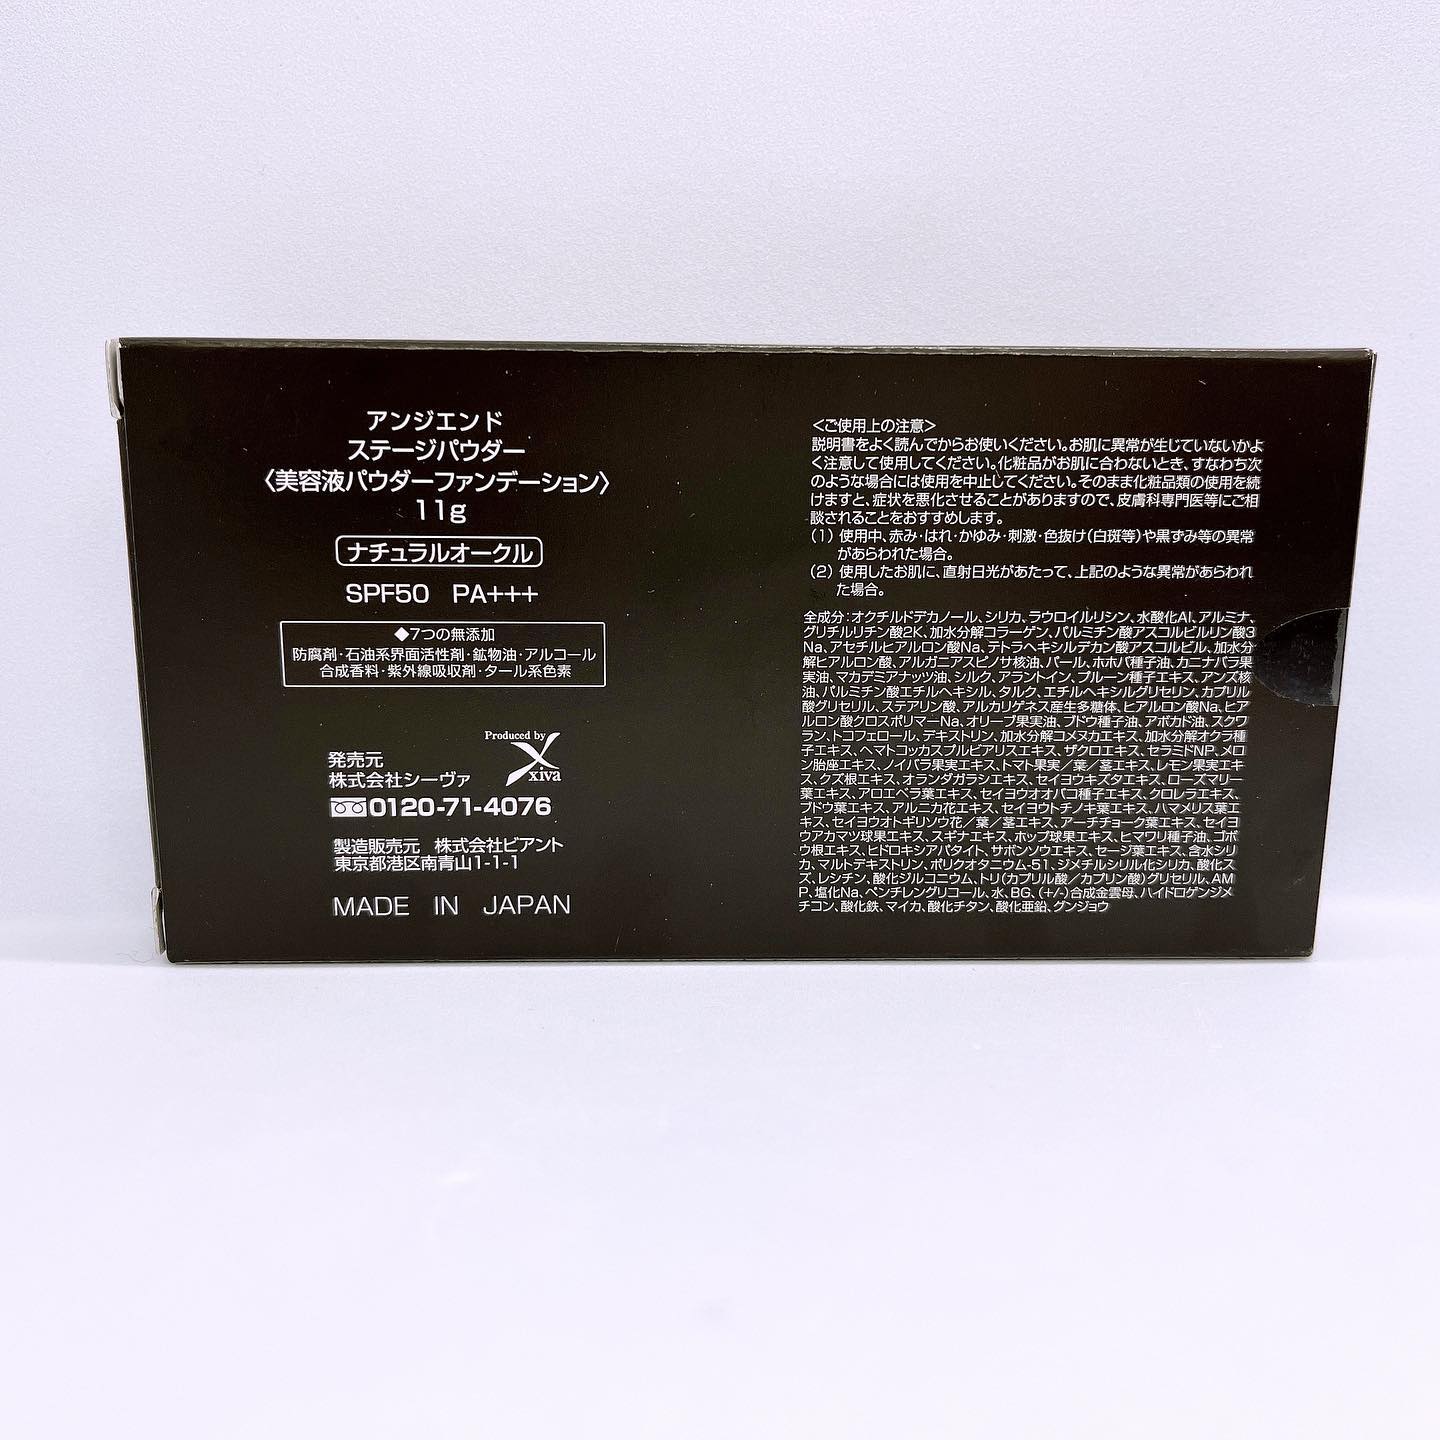 アンジエンド
ステージパウダー
〈美容液パウダーファンデーション〉
11g
ナチュラルオークル
SPF50 PA+++
◆7つの無添加
防腐剤・石油系界面活性剤・鉱物油・アルコール
合成香料・紫外線吸収剤・タール系色素
Produced by
xiva
発売元
株式会社シーヴァ
0120-71-4076
製造販売元 株式会社ビアント
東京都港区南青山1-1-1
MADE IN JAPAN
<ご使用上の注意>
説明書をよく読んでからお使いください。お肌に異常が生じていないかよ
く注意して使用してください。化粧品がお肌に合わないとき、すなわち次
のような場合には使用を中止してください。そのまま化粧品類の使用を続
けますと、症状を悪化させることがありますので、皮膚科専門医等にご相
談されることをおすすめします。
(1) 使用中、赤み・はれ・かゆみ・刺激・色抜け(白斑等)や黒ずみ等の異常
があらわれた場合。
(2) 使用したお肌に、直射日光があたって、上記のような異常があらわれ
た場合。
全成分:オクチルドデカノール、シリカ、ラウロイルリシン、水酸化Al、アルミナ、
グリチルリチン酸2K、加水分解コラーゲン、パルミチン酸アスコルビルリン酸3
Na、アセチルヒアルロン酸Na、テトラヘキシルデカン酸アスコルビル、加水分
解ヒアルロン酸、アルガニアスピノサ核油、パール、ホホバ種子油、カニナバラ果
実油、マカデミアナッツ油、シルク、アラントイン、プルーン種子エキス、アンズ核
油、パルミチン酸エチルヘキシル、タルク、エチルヘキシルグリセリン、カプリル
酸グリセリル、ステアリン酸、アルカリゲネス産生多糖体、ヒアルロン酸Na、ヒア
ルロン酸クロスポリマーNa、オリーブ果実油、ブドウ種子油、アボカド油、スクワ
ラン、トコフェロール、デキストリン、加水分解コメヌカエキス、加水分解オクラ種
子エキス、ヘマトコッカスプルビアリスエキス、ザクロエキス、セラミドNP、メロ
ン胎座エキス、ノイバラ果実エキス、トマト果実/葉/茎エキス、レモン果実エキ
ス、クズ根エキス、オランダガラシエキス、セイヨウキズタエキス、ローズマリー
葉エキス、アロエベラ葉エキス、セイヨウオオバコ種子エキス、クロレラエキス、
ブドウ葉エキス、アルニカ花エキス、セイヨウトチノキ葉エキス、ハマメリス葉エ
キス、セイヨウオトギリソウ花/葉/茎エキス、アーチチョーク葉エキス、セイヨ
ウアカマツ球果エキス、スギナエキス、ホップ球果エキス、ヒマワリ種子油、ゴボ
ウ根エキス、ヒドロキシアパタイト、サボンソウエキス、セージ葉エキス、含水シリ
カ、マルトデキストリン、ポリクオタニウム-51、ジメチルシリル化シリカ、酸化ス
ズ、レシチン、酸化ジルコニウム、トリ(カプリル酸/カプリン酸)グリセリル、AM
P、塩化Na、ペンチレングリコール、水、BG、(+/-)合成金雲母、ハイドロゲンジメ
チコン、酸化鉄、マイカ、酸化チタン、酸化亜鉛、グンジョウ